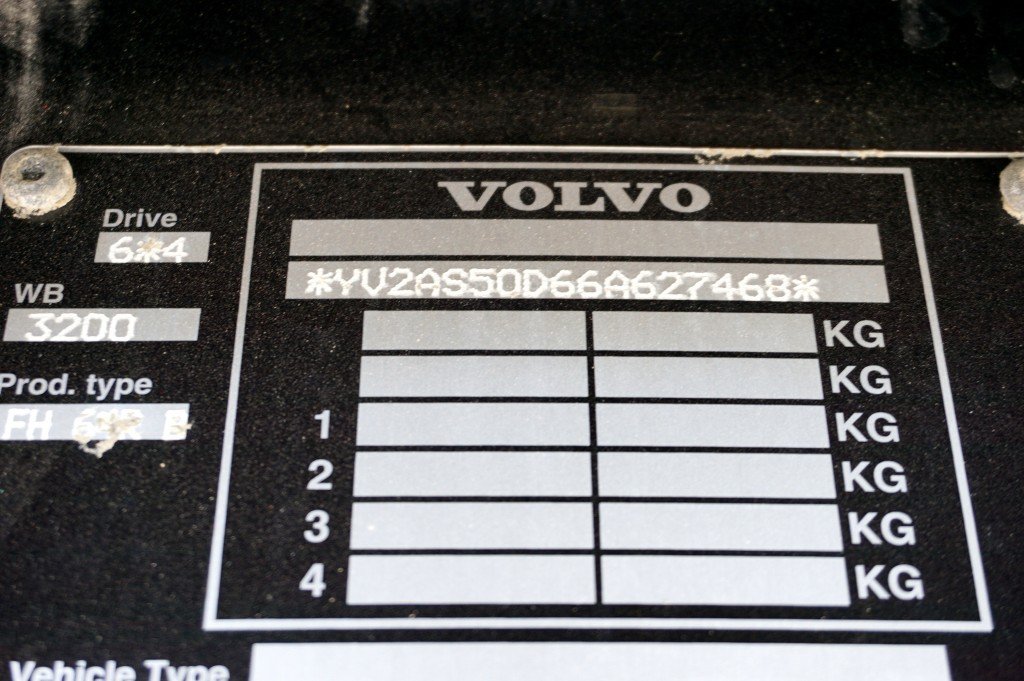 VOLVO
Drive
6*4
*YV2AS50D66A627468*
WB
3200
KG
KG
Prod. type
FH
1 KG
2 KG
3 KG
4 KG
Vehicle Type